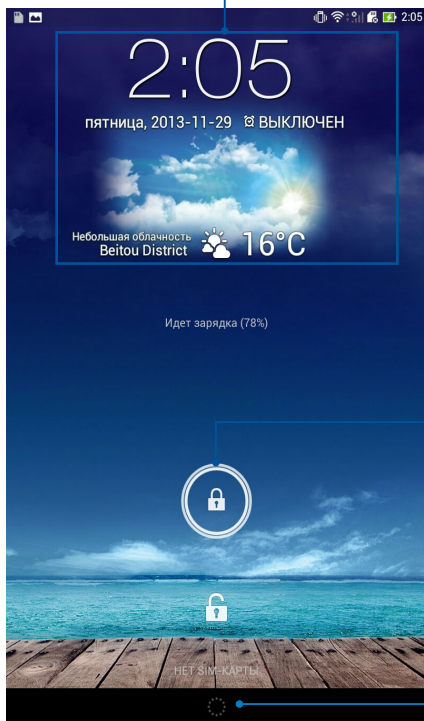 2:05
2:05
пятница, 2013-11-29 ВЫКЛЮЧЕН
Небольшая облачность
Beitou District 16°C
Идет зарядка (78%)
НЕТ SIM-КАРТЫ.